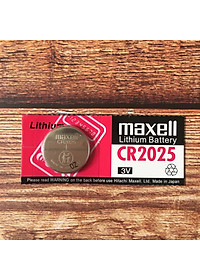 Lithium
maxell
Lithium Battery
CR2025
3V
maxell
Please read WARNING on the back before use Hitachi Maxell, Ltd. Made in Japan